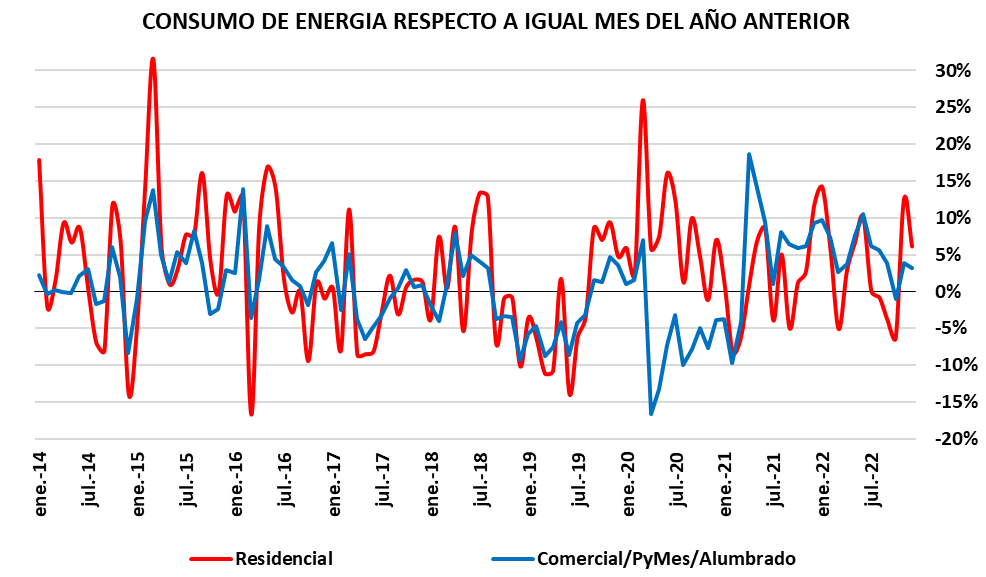 CONSUMO DE ENERGIA RESPECTO A IGUAL MES DEL AÑO ANTERIOR
30%
25%
20%
15%
10%
5%
0%
-5%
-10%
-15%
-20%
ene.-14
jul.-14
ene.-15
jul.-15
ene.-16
jul.-16
ene.-17
jul.-17
ene.-18
jul.-18
ene.-19
jul.-19
ene.-20
jul.-20
ene.-21
jul.-21
ene.-22
jul.-22
Residencial
Comercial/PyMes/Alumbrado